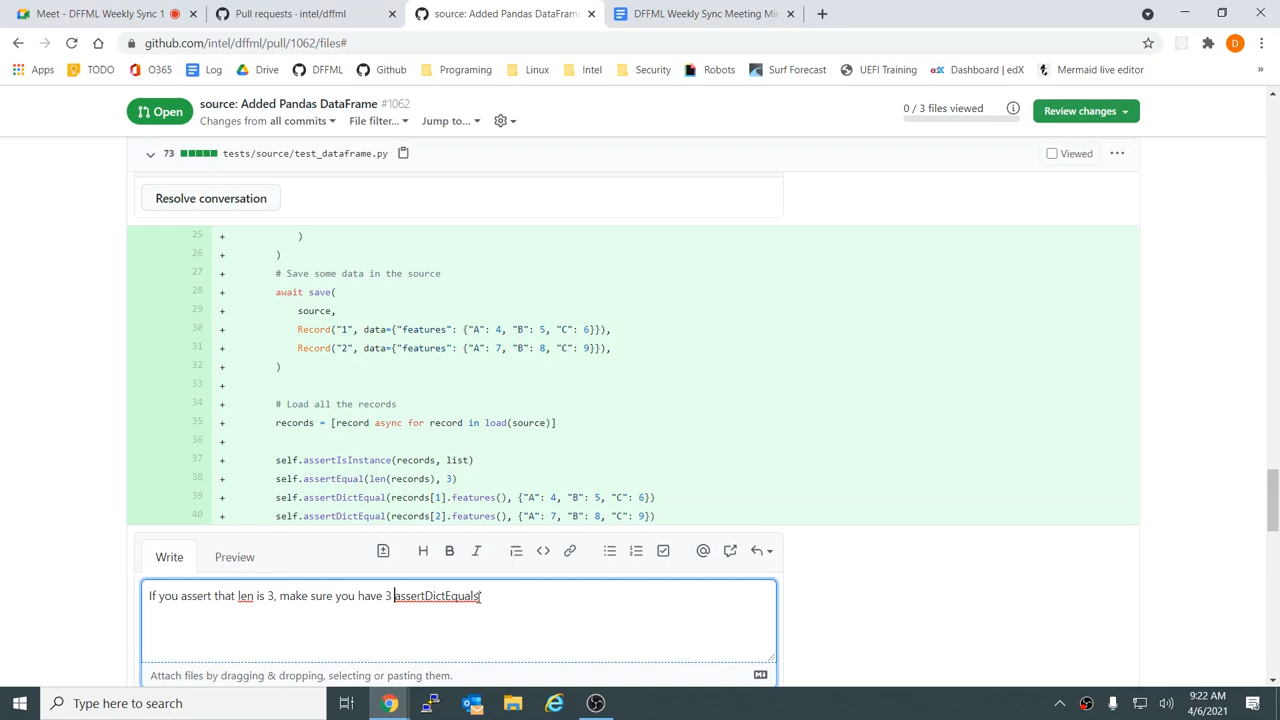 Meet - DFFML Weekly Sync 1
Pull requests · intel/dffml
source: Added Pandas DataFrame
DFFML Weekly Sync Meeting Min
github.com/intel/dffml/pull/1062/files#
D
Apps
TODO
O365
Log
Drive
DFFML
Github
Programing
Linux
Intel
Security
Robots
Surf Forecast
UEFI Training
Dashboard | edX
Mermaid live editor
»
Open
source: Added Pandas DataFrame #1062
Changes from all commits
File filter...
Jump to...
0 / 3 files viewed
Review changes
73 tests/source/test_dataframe.py
Viewed
Resolve conversation
25 + )
26 + )
27 + # Save some data in the source
28 + await save(
29 + source,
30 + Record("1", data={"features": {"A": 4, "B": 5, "C": 6}}),
31 + Record("2", data={"features": {"A": 7, "B": 8, "C": 9}}),
32 + )
33 +
34 + # Load all the records
35 + records = [record async for record in load(source)]
36 +
37 + self.assertIsInstance(records, list)
38 + self.assertEqual(len(records), 3)
39 + self.assertDictEqual(records[1].features(), {"A": 4, "B": 5, "C": 6})
40 + self.assertDictEqual(records[2].features(), {"A": 7, "B": 8, "C": 9})
Write
Preview
If you assert that len is 3, make sure you have 3 assertDictEquals
Attach files by dragging & dropping, selecting or pasting them.
Type here to search
9:22 AM
4/6/2021